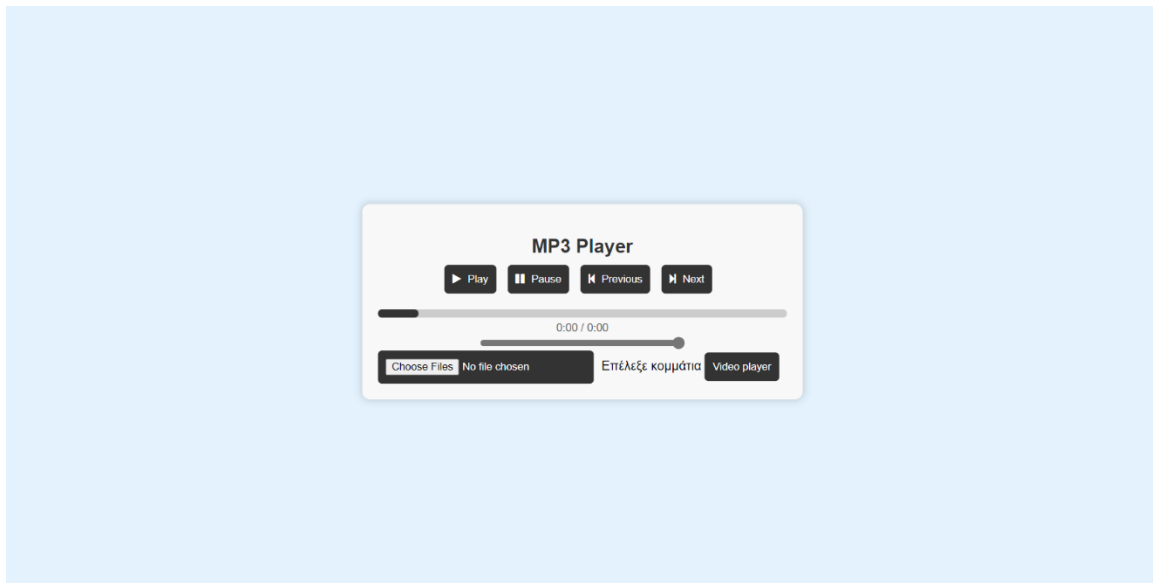 MP3 Player
Play Pause Previous Next
0:00 / 0:00
Choose Files No file chosen Επέλεξε κομμάτια Video player